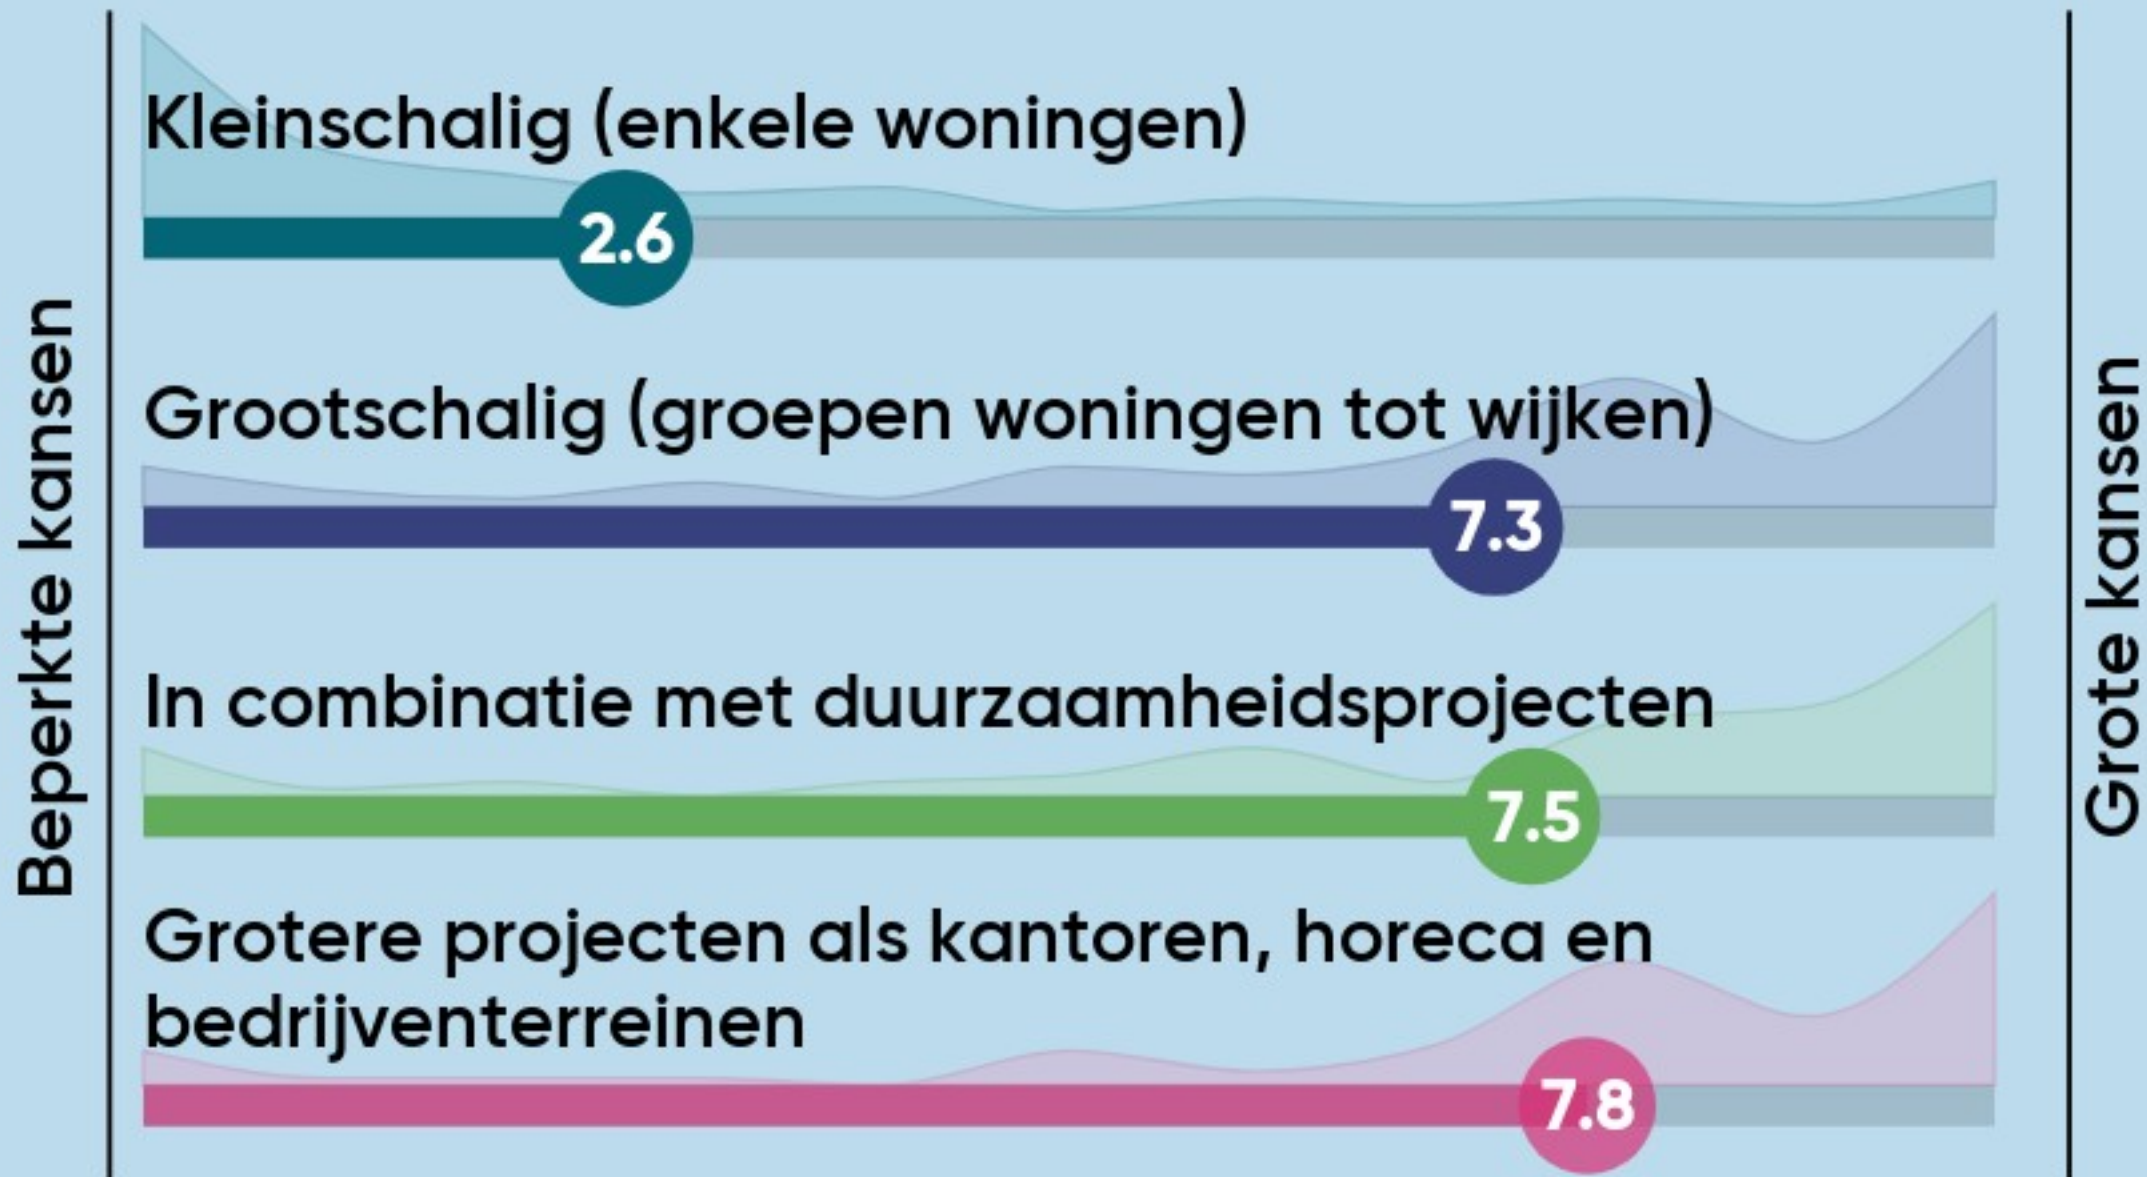 Beperkte kansen
Kleinschalig (enkele woningen)
2.6
Grootschalig (groepen woningen tot wijken)
7.3
In combinatie met duurzaamheidsprojecten
7.5
Grotere projecten als kantoren, horeca en
bedrijventerreinen
7.8
Grote kansen